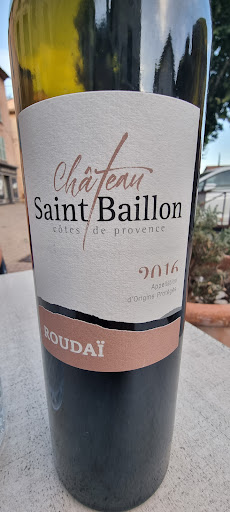 Château
Saint Baillon
côtes de provence
2016
Appellation
d'Origine Protégée
ROUDAÏ